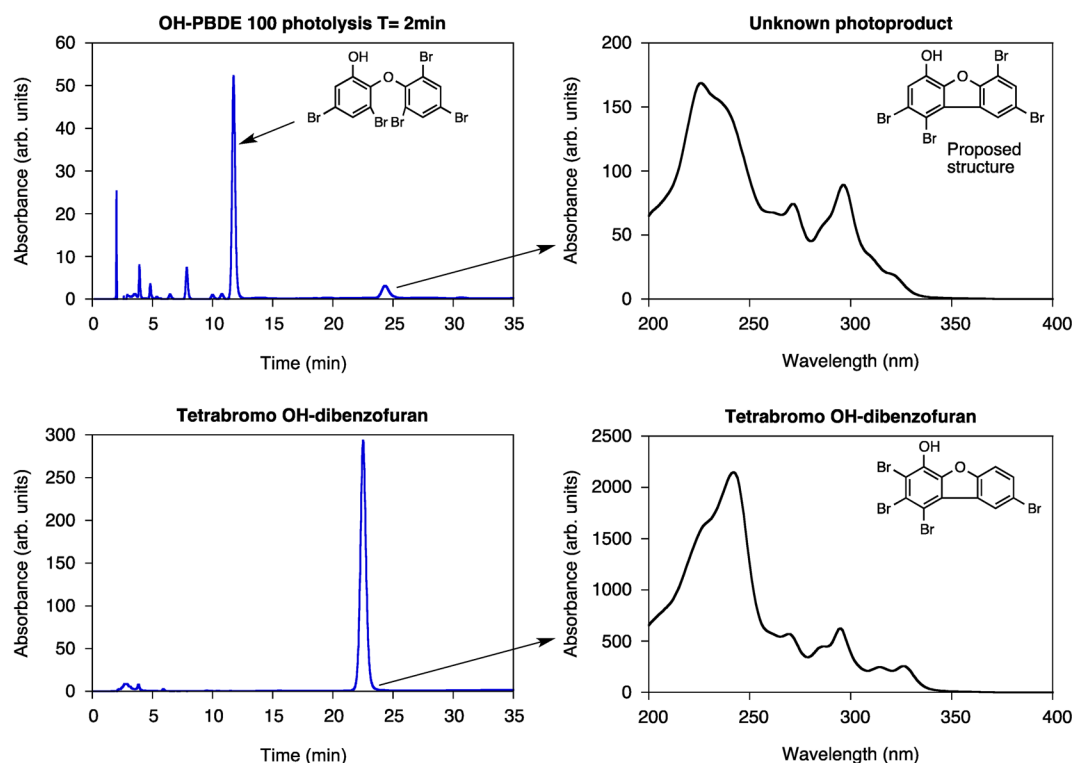 OH-PBDE 100 photolysis T= 2min
Absorbance (arb. units)
60
50
40
30
20
10
0
0 5 10 15 20 25 30 35
Time (min)
OH
O
Br
Br
Br
Br
Br
Unknown photoproduct
Absorbance (arb. units)
200
150
100
50
0
200 250 300 350 400
Wavelength (nm)
OH
Br
O
Br
Br
Br
Proposed
structure
Tetrabromo OH-dibenzofuran
Absorbance (arb. units)
300
250
200
150
100
50
0
0 5 10 15 20 25 30 35
Time (min)
Tetrabromo OH-dibenzofuran
Absorbance (arb. units)
2500
2000
1500
1000
500
0
200 250 300 350 400
Wavelength (nm)
OH
Br
O
Br
Br
Br